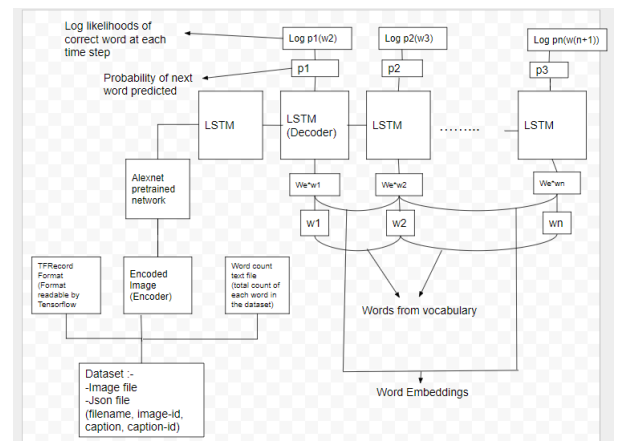 Log likelihoods of
correct word at each
time step
Log p1(w2)
Log p2(w3)
Log pn(w(n+1))
Probability of next
word predicted
p1
p2
p3
LSTM
LSTM
(Decoder)
LSTM
.........
LSTM
Alexnet
pretrained
network
We*w1
We*w2
We*wn
w1
w2
wn
TFRecord
Format
(Format
readable by
Tensorflow
Encoded
Image
(Encoder)
Word count
text file
(total count of
each word in
the dataset)
Words from vocabulary
Dataset :-
-Image file
-Json file
(filename, image-id,
caption, caption-id)
Word Embeddings